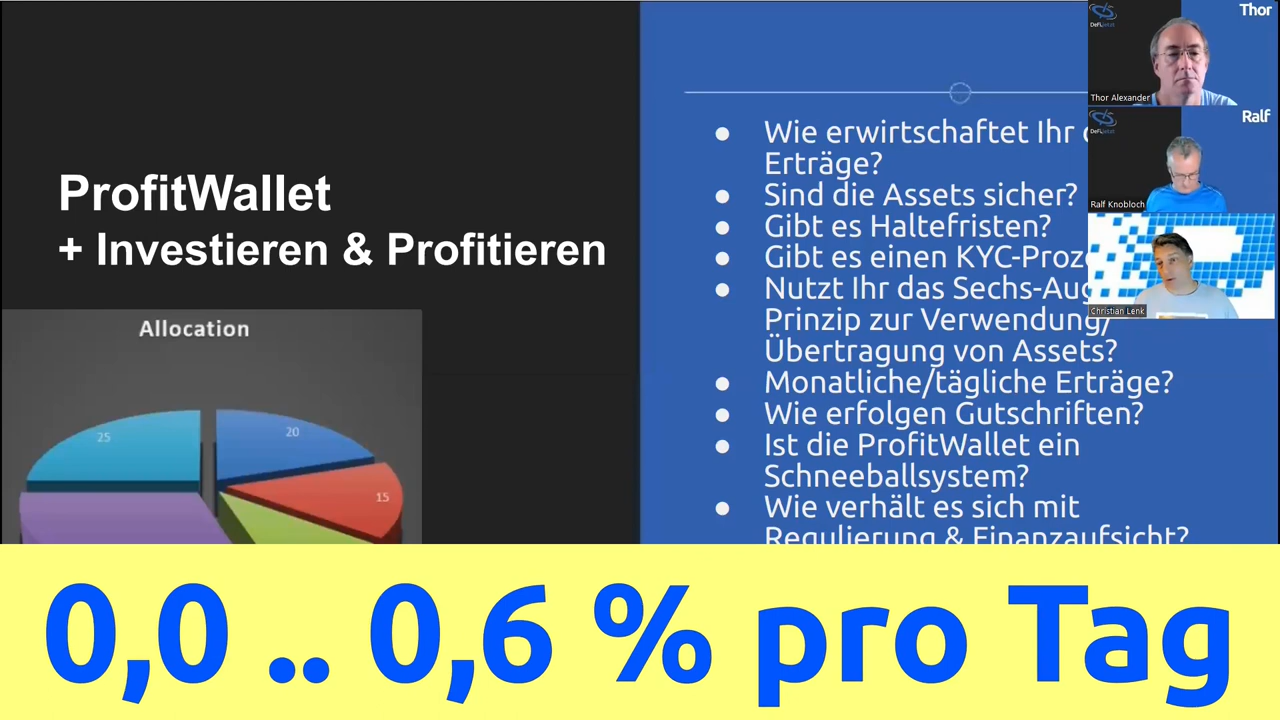 ProfitWallet
+ Investieren & Profitieren
Allocation
25
20
15
Wie erwirtschaftet Ihr
Erträge?
Sind die Assets sicher?
Gibt es Haltefristen?
Gibt es einen KYC-Proze
Nutzt Ihr das Sechs-Aug
Prinzip zur Verwendung/
Übertragung von Assets?
Monatliche/tägliche Erträge?
Wie erfolgen Gutschriften?
Ist die ProfitWallet ein
Schneeballsystem?
Wie verhält es sich mit
Regulierung & Finanzaufsicht?
Thor
Thor Alexander
Ralf
Ralf Knobloch
Christian Lenk
0,0 .. 0,6 % pro Tag